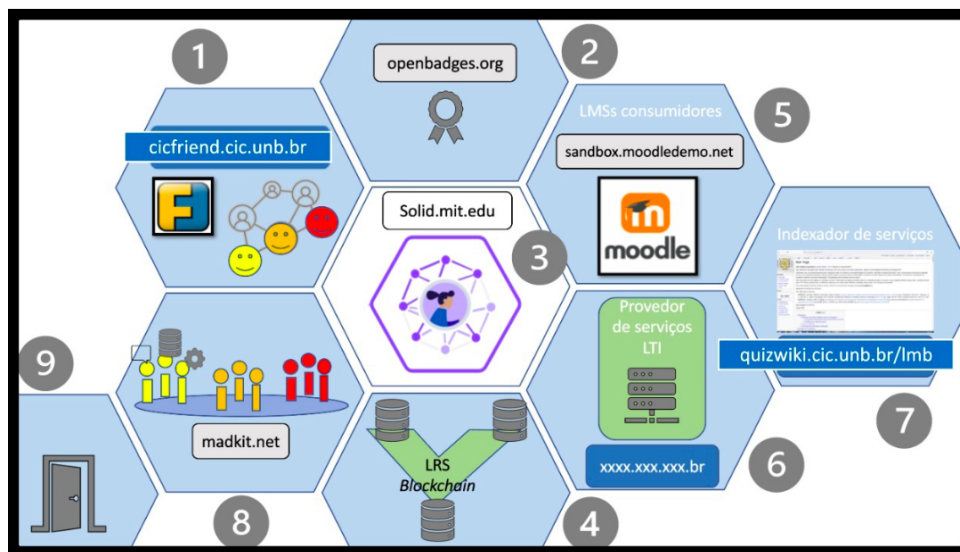 1
2
openbadges.org
LMSs consumidores
5
cicfriend.cic.unb.br
sandbox.moodledemo.net
F
Solid.mit.edu
moodle
3
Indexador de serviços
Provedor
de serviços
LTI
quizwiki.cic.unb.br/lmb
9
madkit.net
7
LRS
Blockchain
xxxx.xxx.xxx.br
6
8
4